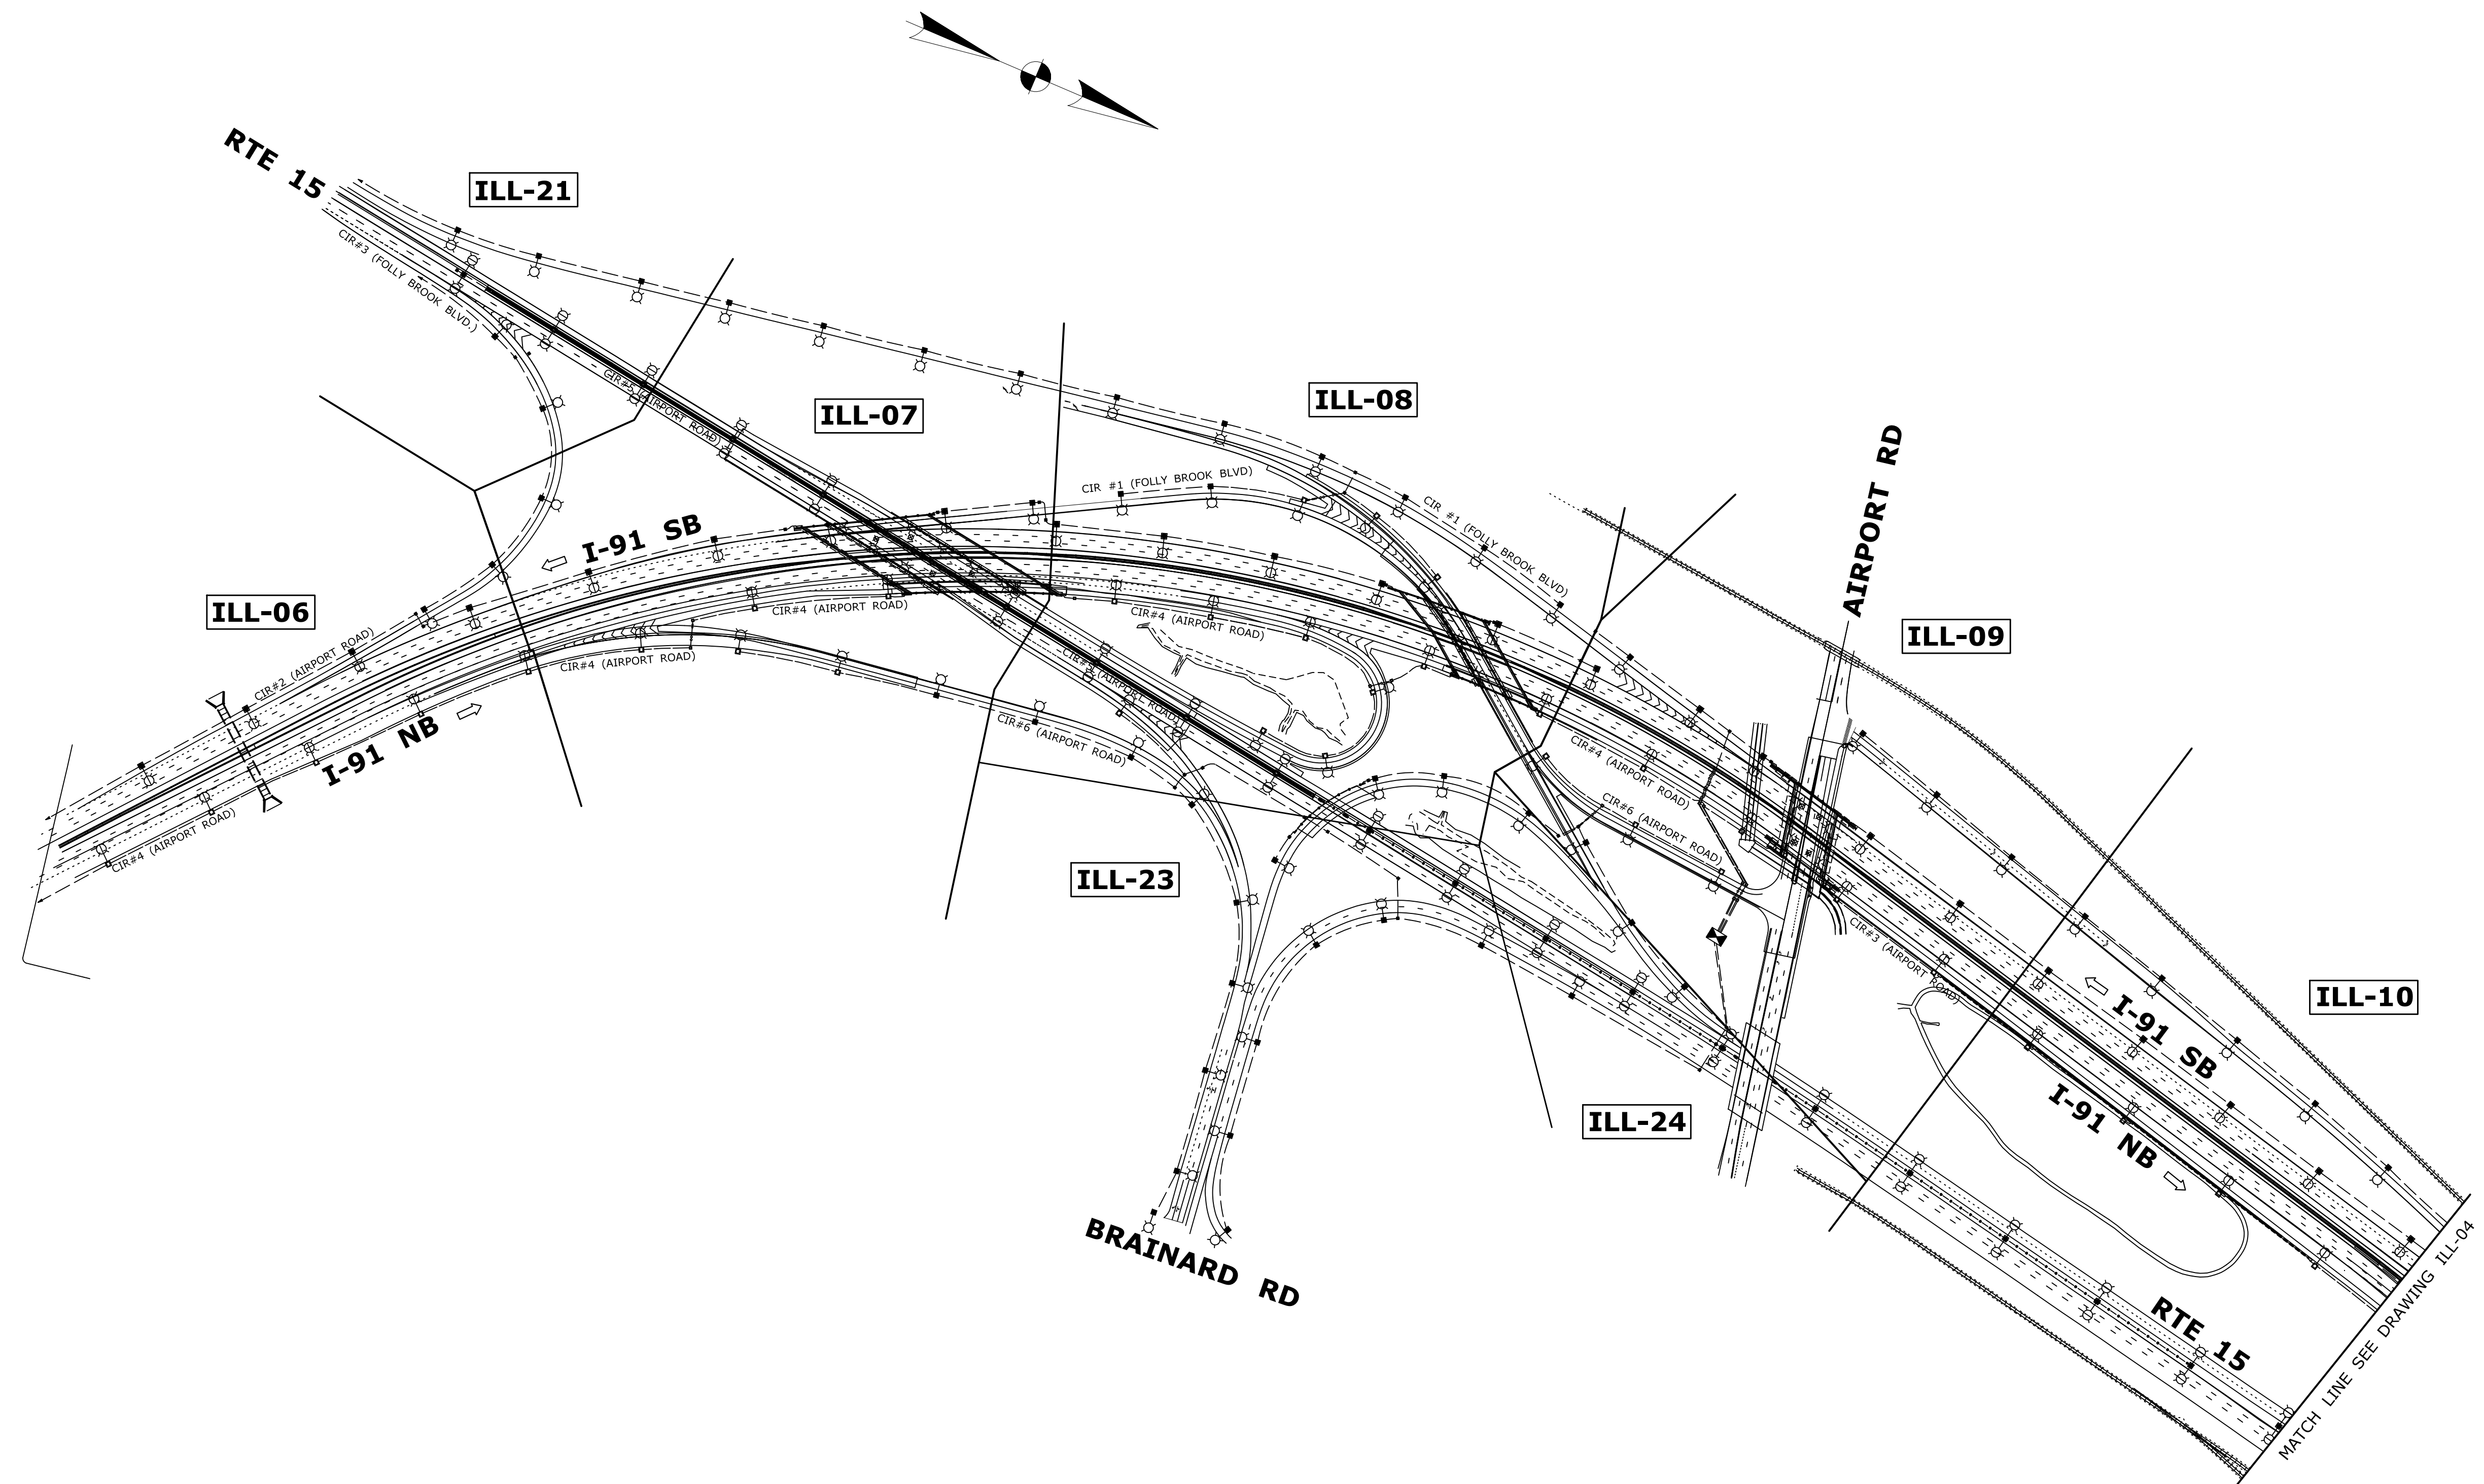 RTE 15
ILL-21
CIR#3 (FOLLY BROOK BLVD.)
CIR#5 (AIRPORT ROAD)
ILL-07
ILL-08
AIRPORT RD
CIR #1 (FOLLY BROOK BLVD)
CIR #1 (FOLLY BROOK BLVD)
I-91 SB
ILL-06
CIR#4 (AIRPORT ROAD)
CIR#4 (AIRPORT ROAD)
ILL-09
CIR#2 (AIRPORT ROAD)
CIR#4 (AIRPORT ROAD)
I-91 NB
CIR#6 (AIRPORT ROAD)
CIR#4 (AIRPORT ROAD)
CIR#6 (AIRPORT ROAD)
CIR#4 (AIRPORT ROAD)
ILL-23
CIR#3 (AIRPORT ROAD)
ILL-10
I-91 SB
I-91 NB
ILL-24
BRAINARD RD
RTE 15
MATCH LINE SEE DRAWING ILL-04